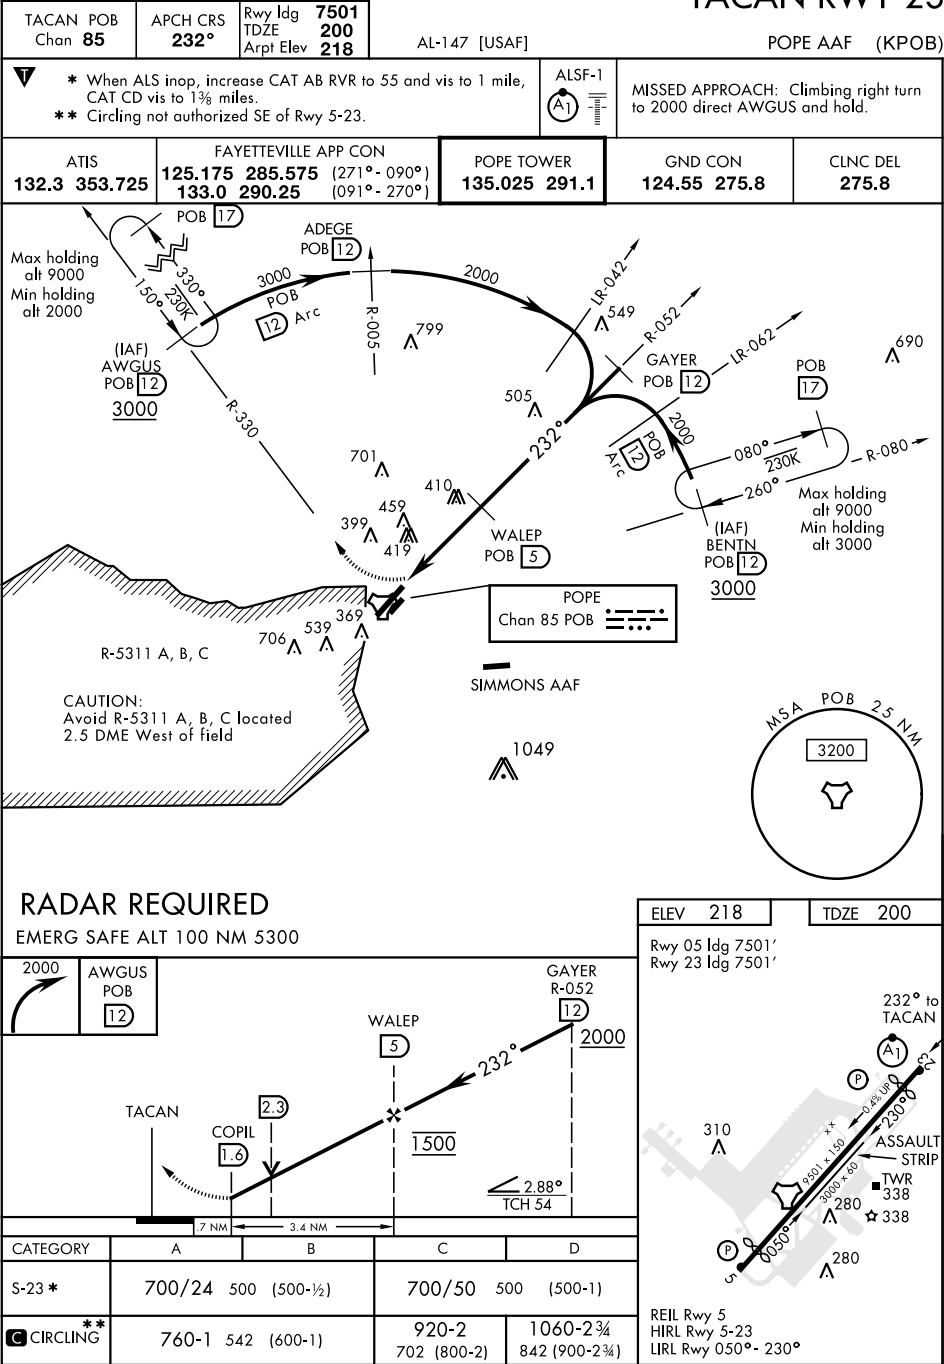 TACAN RWY 23
TACAN POB
Chan 85
APCH CRS
232°
Rwy ldg 7501
TDZE 200
Arpt Elev 218
AL-147 [USAF]
POPE AAF (KPOB)
T
* When ALS inop, increase CAT AB RVR to 55 and vis to 1 mile,
CAT CD vis to 1⅜ miles.
** Circling not authorized SE of Rwy 5-23.
ALSF-1
A1
MISSED APPROACH: Climbing right turn
to 2000 direct AWGUS and hold.
ATIS
132.3 353.725
FAYETTEVILLE APP CON
125.175 285.575 (271°- 090°)
133.0 290.25 (091°- 270°)
POPE TOWER
135.025 291.1
GND CON
124.55 275.8
CLNC DEL
275.8
POB 17
Max holding
alt 9000
Min holding
alt 2000
150°
330°
230K
(IAF)
AWGUS
POB 12
3000
R-330
3000
POB
12 Arc
ADEGE
POB 12
R-005
2000
LR-042
549
R-052
LR-062
690
799
GAYER
POB 12
505
232°
2000
POB
12
Arc
POB
17
080°
230K
260°
R-080
Max holding
alt 9000
Min holding
alt 3000
(IAF)
BENTN
POB 12
3000
701
410
459
399
419
WALEP
POB 5
POPE
Chan 85 POB
369
539
706
R-5311 A, B, C
CAUTION:
Avoid R-5311 A, B, C located
2.5 DME West of field
SIMMONS AAF
1049
MSA POB 25 NM
3200
RADAR REQUIRED
EMERG SAFE ALT 100 NM 5300
2000
AWGUS
POB
12
GAYER
R-052
12
2000
WALEP
5
232°
1500
TACAN
2.3
COPIL
1.6
2.88°
TCH 54
.7 NM
3.4 NM
ELEV 218
TDZE 200
Rwy 05 ldg 7501'
Rwy 23 ldg 7501'
232° to
TACAN
A1
23
P
0.4% UP
230°
310
9501 x 150
3000 x 60
ASSAULT
STRIP
TWR
338
338
280
050°
P
5
280
REIL Rwy 5
HIRL Rwy 5-23
LIRL Rwy 050°- 230°
CATEGORY A B C D
S-23 * 700/24 500 (500-½) 700/50 500 (500-1)
C CIRCLING ** 760-1 542 (600-1) 920-2 702 (800-2) 1060-2¾ 842 (900-2¾)